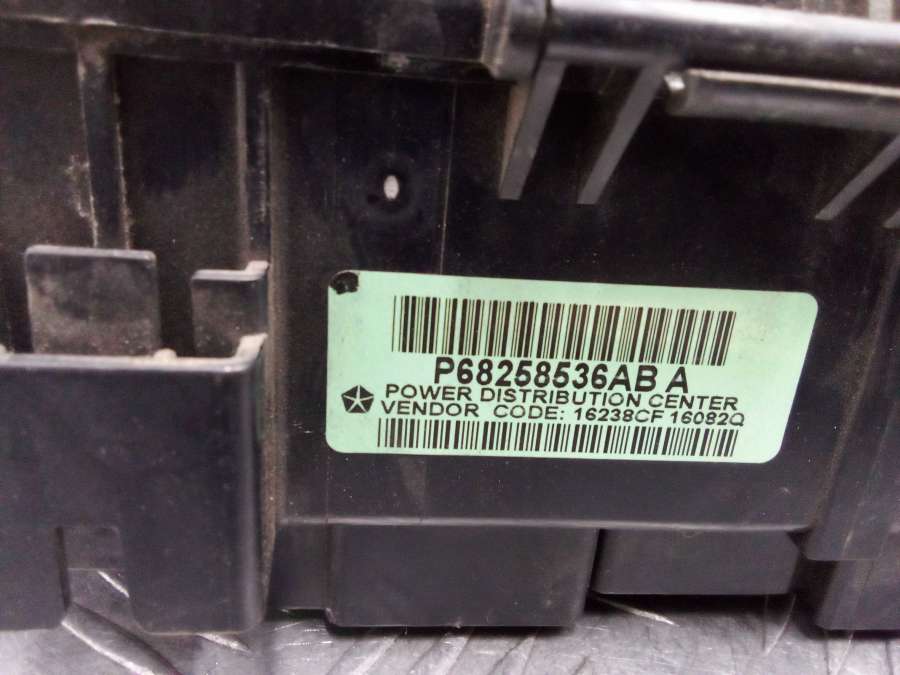 P68258536AB A
POWER DISTRIBUTION CENTER
VENDOR CODE: 16238CF 16082Q